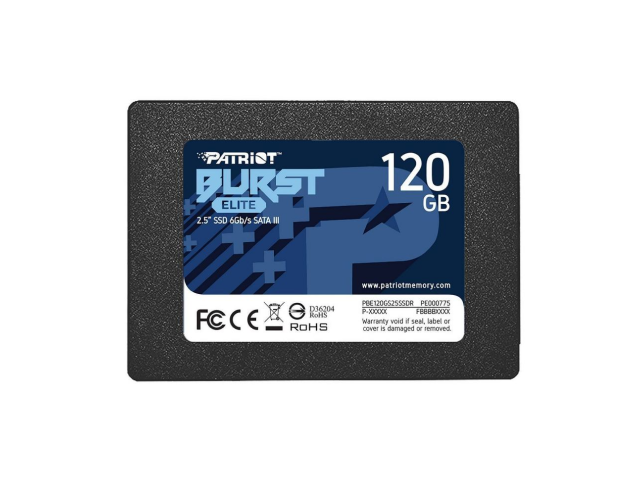 PATRIOT™
BURST
ELITE
2.5" SSD 6Gb/s SATA III
120
GB
www.patriotmemory.com
PBE120GS25SSDR PE000775
P-XXXXX FBBBBXXXX
Warranty void if seal, label or
cover is damaged or removed.
FC CE
D36204
RoHS
RoHS